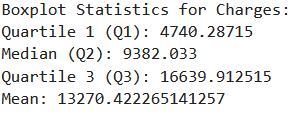 Boxplot Statistics for Charges:
Quartile 1 (Q1): 4740.28715
Median (Q2): 9382.033
Quartile 3 (Q3): 16639.912515
Mean: 13270.422265141257